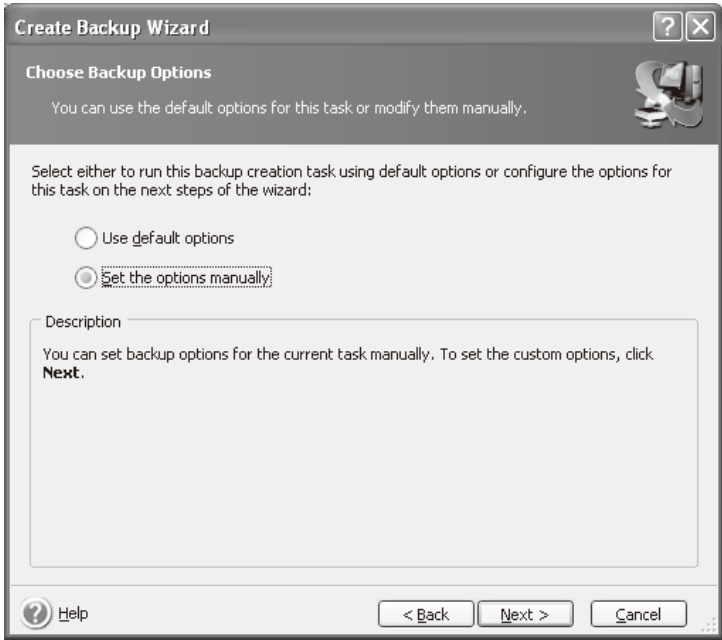 Create Backup Wizard
Choose Backup Options
You can use the default options for this task or modify them manually.
Select either to run this backup creation task using default options or configure the options for
this task on the next steps of the wizard:
Use default options
Set the options manually
Description
You can set backup options for the current task manually. To set the custom options, click
Next.
Help
< Back
Next >
Cancel